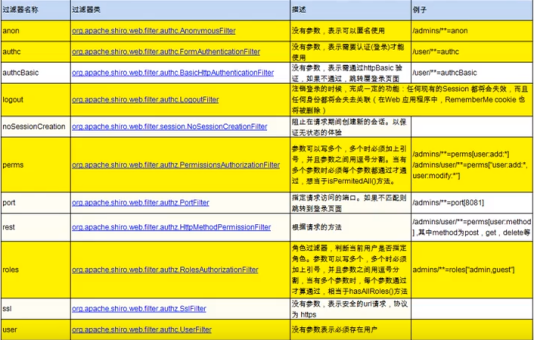 过滤器名称 过滤器类 描述 例子
anon org.apache.shiro.web.filter.authc.AnonymousFilter 没有参数，表示可以匿名使用 /admins/**=anon
authc org.apache.shiro.web.filter.authc.FormAuthenticationFilter 没有参数，表示需要认证(登录)才能
使用 /user/**=authc
authcBasic org.apache.shiro.web.filter.authc.BasicHttpAuthenticationFilter 没有参数，表示需通过httpBasic 验
证，如果不通过，跳转屡登录页面 /user/**=authcBasic
logout org.apache.shiro.web.filter.authc.LogoutFilter 注销登录的时候，完成一定的功能：任何现有的Session 都将会失效，而且
任何身份都将会失去关联（在Web 应用程序中，RememberMe cookie 也
将被删除）
noSessionCreation org.apache.shiro.web.filter.session.NoSessionCreationFilter 阻止在请求期间创建新的会话。以保
证无状态的体验
perms org.apache.shiro.web.filter.authz.PermissionsAuthorizationFilter 参数可以写多个，多个时必须加上引
号，并且参数之间用逗号分割。当有
多个参数时必须每个参数都通过才通
过，想当于isPermitedAll()方法。
/admins/**=perms[user:add:*]
/admins/user/**=perms["user:add:*,
user:modify:*"]
port org.apache.shiro.web.filter.authz.PortFilter 指定请求访问的端口。如果不匹配则
跳转到登录页面 /admins/**=port[8081]
rest org.apache.shiro.web.filter.authz.HttpMethodPermissionFilter 根据请求的方法 /admins/user/**=perms[user:method
] ,其中method为post，get，delete等
roles org.apache.shiro.web.filter.authz.RolesAuthorizationFilter 角色过滤器，判断当前用户是否指定
角色。参数可以写多个，多个时必须
加上引号，并且参数之间用逗号分
割，当有多个参数时，每个参数通过
才算通过，相当于hasAllRoles()方法 admins/**=roles["admin,guest"]
ssl org.apache.shiro.web.filter.authz.SslFilter 没有参数，表示安全的url请求，协议
为 https
user org.apache.shiro.web.filter.authc.UserFilter 没有参数表示必须存在用户